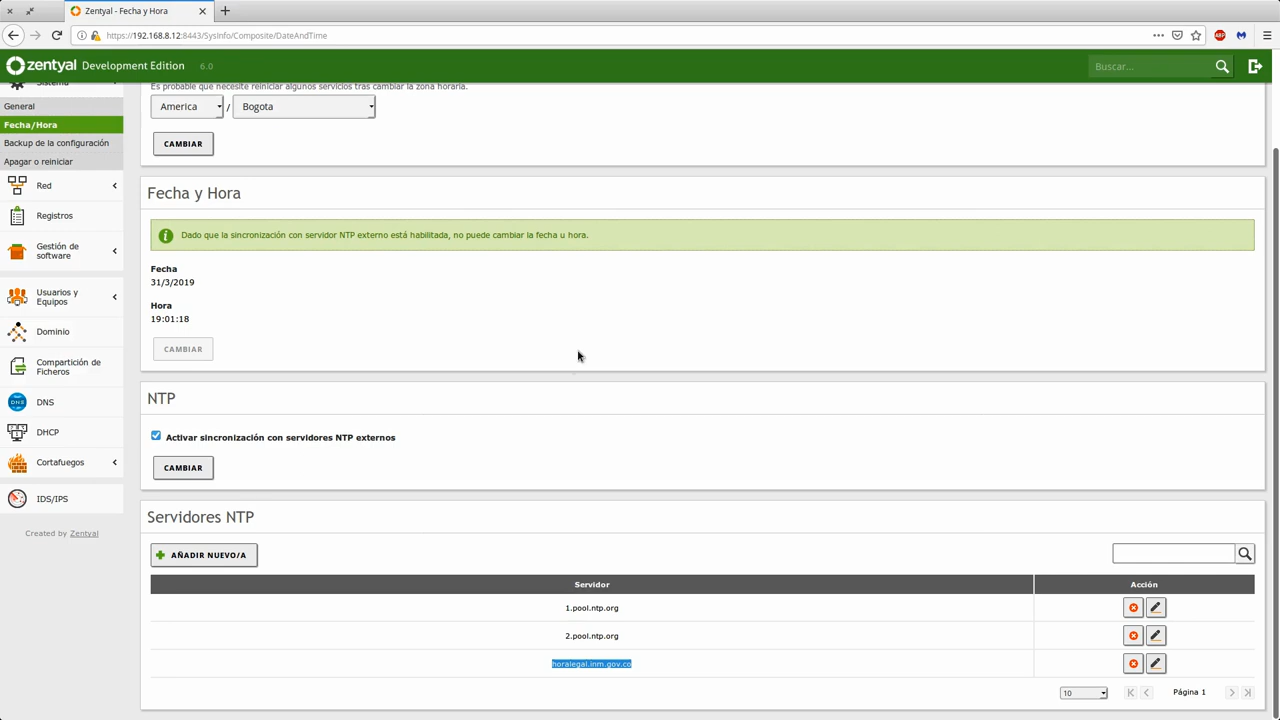 Zentyal - Fecha y Hora
https://192.168.8.12:8443/SysInfo/Composite/DateAndTime
zentyal Development Edition 6.0
Buscar...
Sistema
General
Fecha/Hora
Backup de la configuración
Apagar o reiniciar
Red
Registros
Gestión de
software
Usuarios y
Equipos
Dominio
Compartición de
Ficheros
DNS
DNS
DHCP
Cortafuegos
IDS/IPS
Created by Zentyal
Es probable que necesite reiniciar algunos servicios tras cambiar la zona horaria.
America / Bogota
CAMBIAR
Fecha y Hora
Dado que la sincronización con servidor NTP externo está habilitada, no puede cambiar la fecha u hora.
Fecha
31/3/2019
Hora
19:01:18
CAMBIAR
NTP
Activar sincronización con servidores NTP externos
CAMBIAR
Servidores NTP
AÑADIR NUEVO/A
Servidor Acción
1.pool.ntp.org
2.pool.ntp.org
horalegal.inm.gov.co
10 Página 1